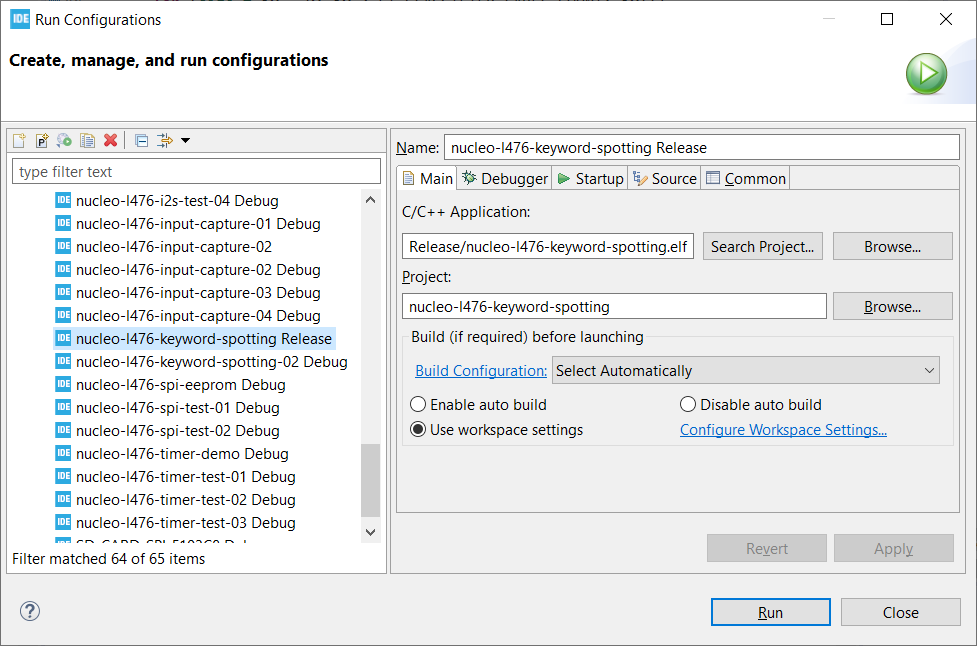 IDE Run Configurations
Create, manage, and run configurations
type filter text
IDE nucleo-l476-i2s-test-04 Debug
IDE nucleo-l476-input-capture-01 Debug
IDE nucleo-l476-input-capture-02
IDE nucleo-l476-input-capture-02 Debug
IDE nucleo-l476-input-capture-03 Debug
IDE nucleo-l476-input-capture-04 Debug
IDE nucleo-l476-keyword-spotting Release
IDE nucleo-l476-keyword-spotting-02 Debug
IDE nucleo-l476-spi-eeprom Debug
IDE nucleo-l476-spi-test-01 Debug
IDE nucleo-l476-spi-test-02 Debug
IDE nucleo-l476-timer-demo Debug
IDE nucleo-l476-timer-test-01 Debug
IDE nucleo-l476-timer-test-02 Debug
IDE nucleo-l476-timer-test-03 Debug
Filter matched 64 of 65 items
Name: nucleo-l476-keyword-spotting Release
Main Debugger Startup Source Common
C/C++ Application:
Release/nucleo-l476-keyword-spotting.elf Search Project... Browse...
Project:
nucleo-l476-keyword-spotting Browse...
Build (if required) before launching
Build Configuration: Select Automatically
Enable auto build Disable auto build
Use workspace settings Configure Workspace Settings...
Revert Apply
? Run Close